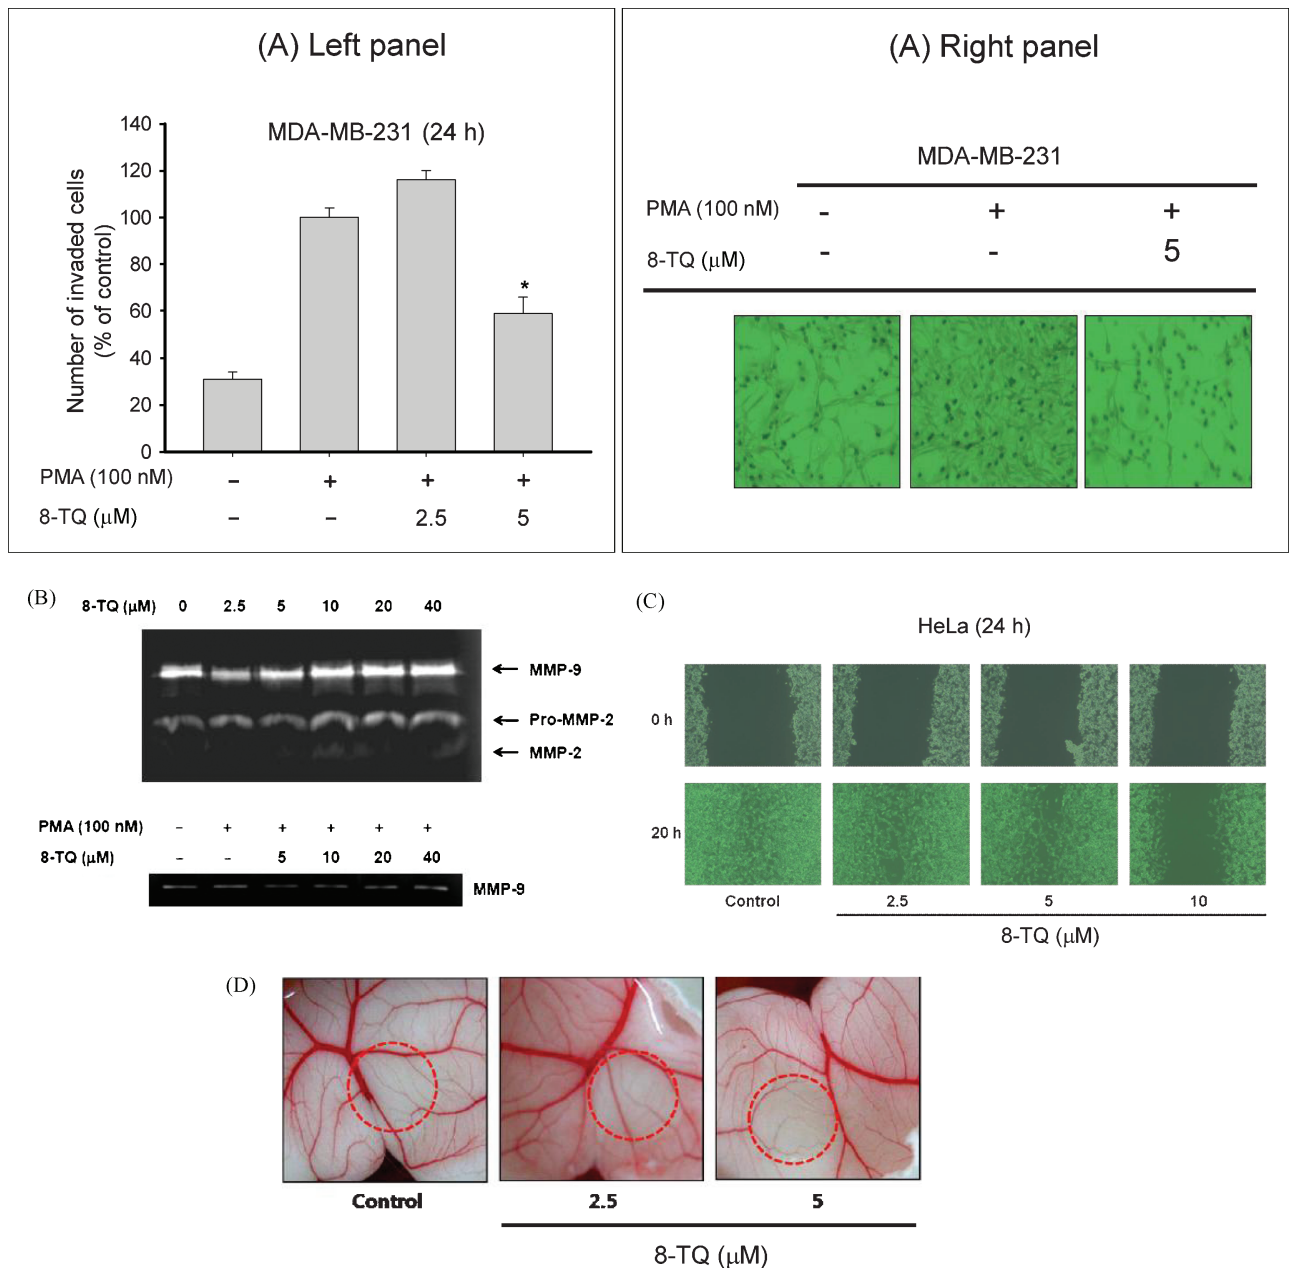 (A) Left panel
MDA-MB-231 (24 h)
Number of invaded cells
(% of control)
140
120
100
80
60
40
20
0
*
PMA (100 nM) – + + +
8-TQ (μM) – – 2.5 5
(A) Right panel
MDA-MB-231
PMA (100 nM) - + +
8-TQ (μM) - - 5
(B)
8-TQ (μM) 0 2.5 5 10 20 40
MMP-9
Pro-MMP-2
MMP-2
PMA (100 nM) – + + + + +
8-TQ (μM) – – 5 10 20 40
MMP-9
(C)
HeLa (24 h)
0 h
20 h
Control 2.5 5 10
8-TQ (μM)
(D)
Control 2.5 5
8-TQ (μM)